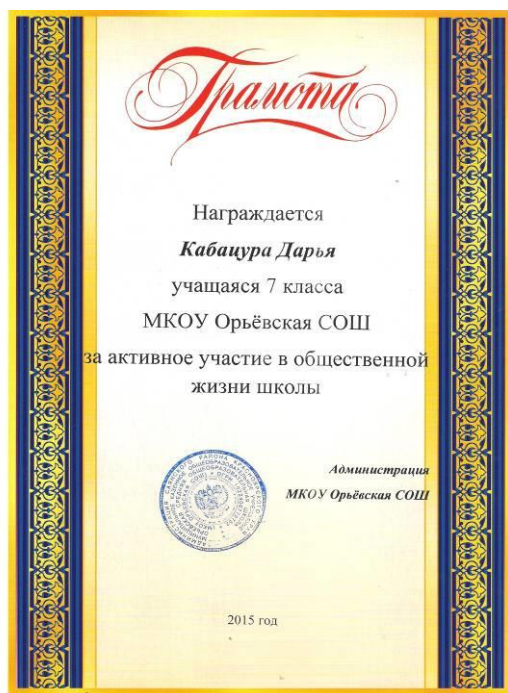 Грамота
Награждается
Кабацура Дарья
учащаяся 7 класса
МКОУ Орьёвская СОШ
за активное участие в общественной
жизни школы
Администрация
МКОУ Орьёвская СОШ
2015 год